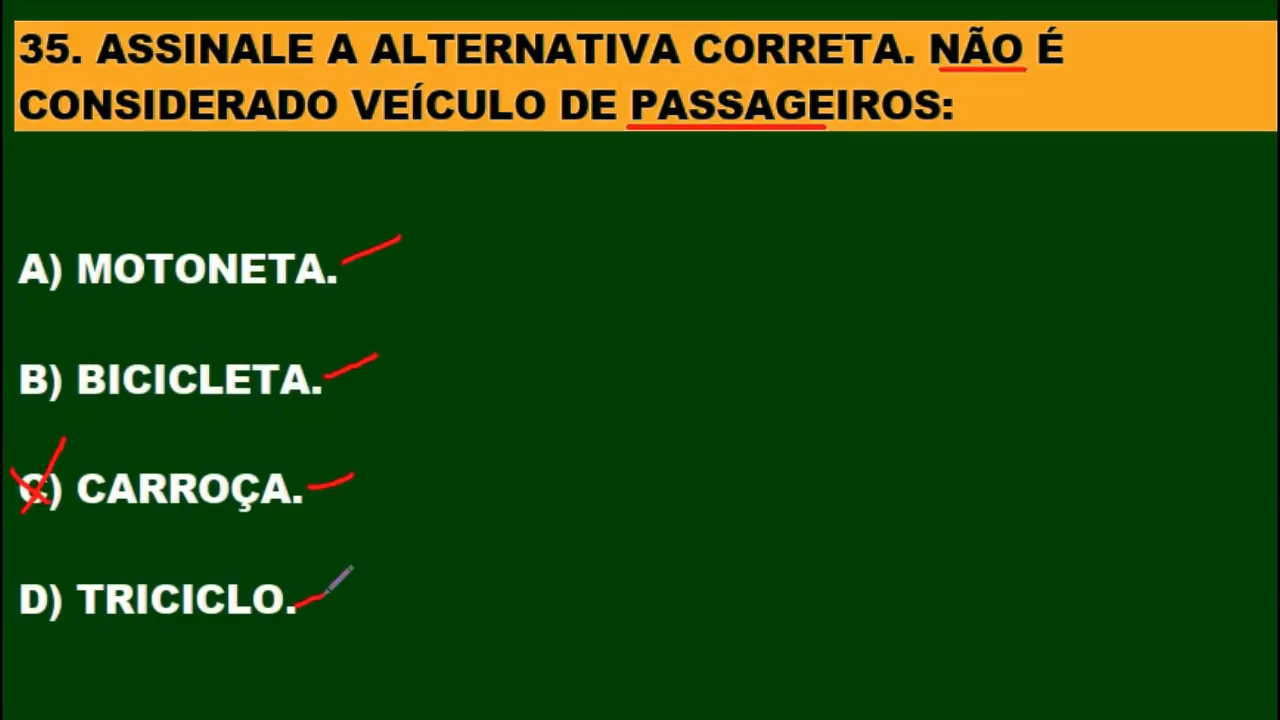 35. ASSINALE A ALTERNATIVA CORRETA. NÃO É
CONSIDERADO VEÍCULO DE PASSAGEIROS:
A) MOTONETA.
B) BICICLETA.
C) CARROÇA.
D) TRICICLO.